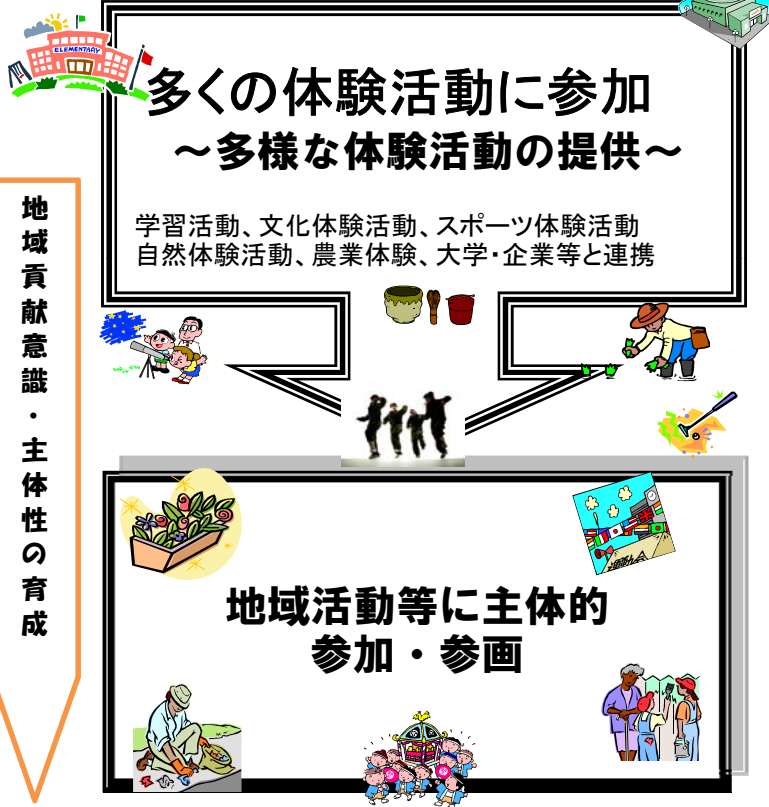 ELEMENTARY
多くの体験活動に参加
～多様な体験活動の提供～
学習活動、文化体験活動、スポーツ体験活動
自然体験活動、農業体験、大学・企業等と連携
地域貢献意識・主体性の育成
運動会
地域活動等に主体的
参加・参画